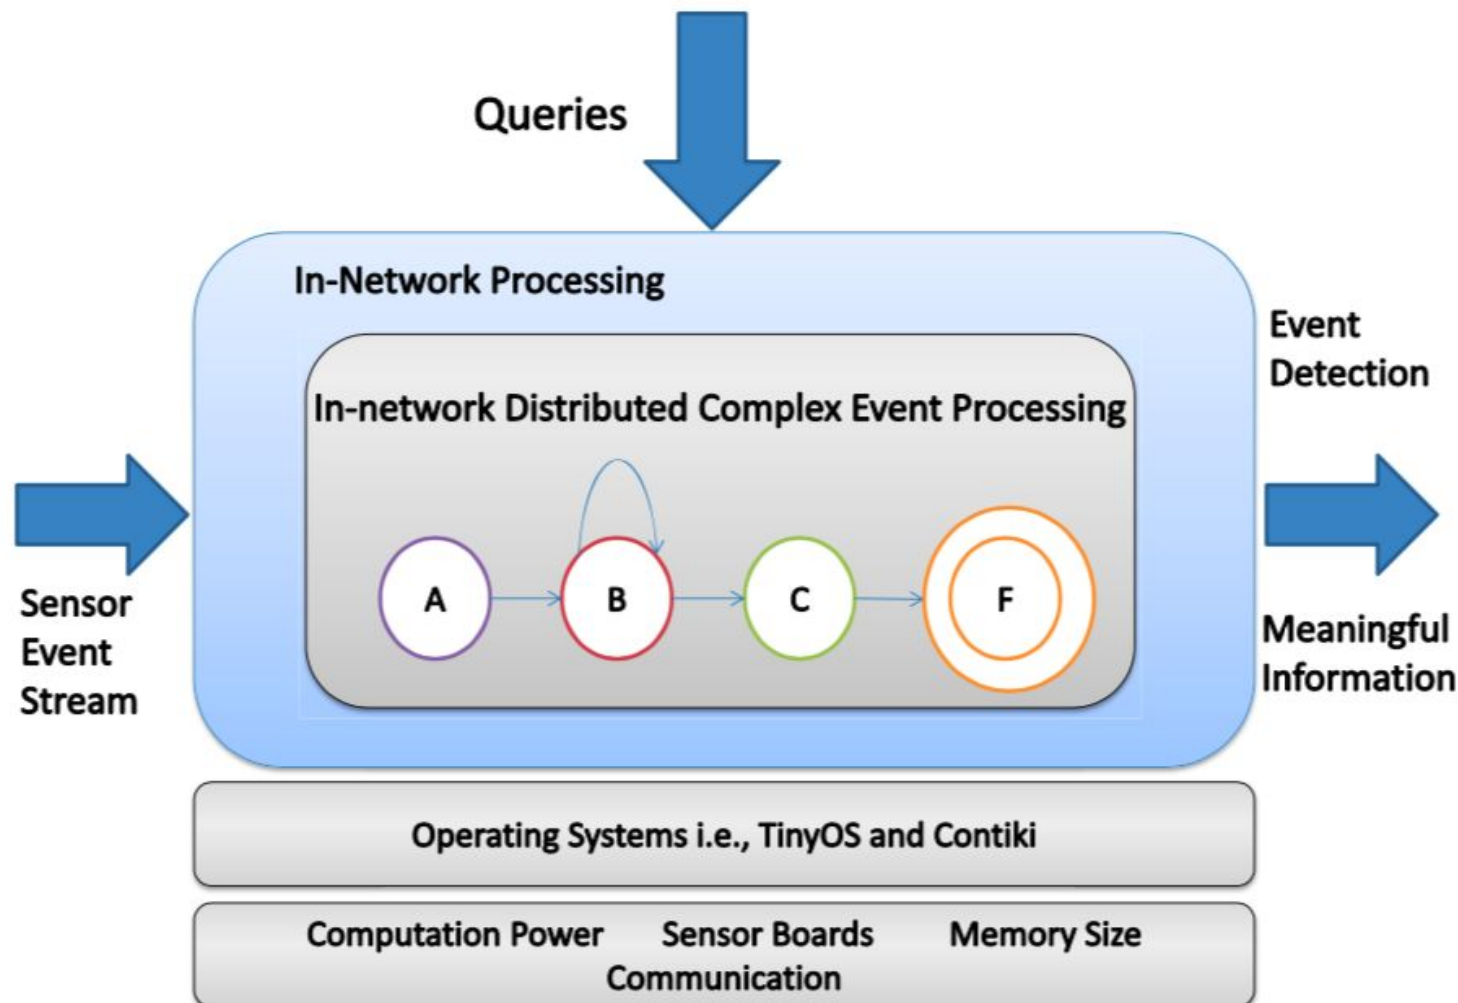 Queries
In-Network Processing
Event
Detection
In-network Distributed Complex Event Processing
A
B
C
F
Sensor
Event
Stream
Meaningful
Information
Operating Systems i.e., TinyOS and Contiki
Computation Power Sensor Boards Memory Size
Communication